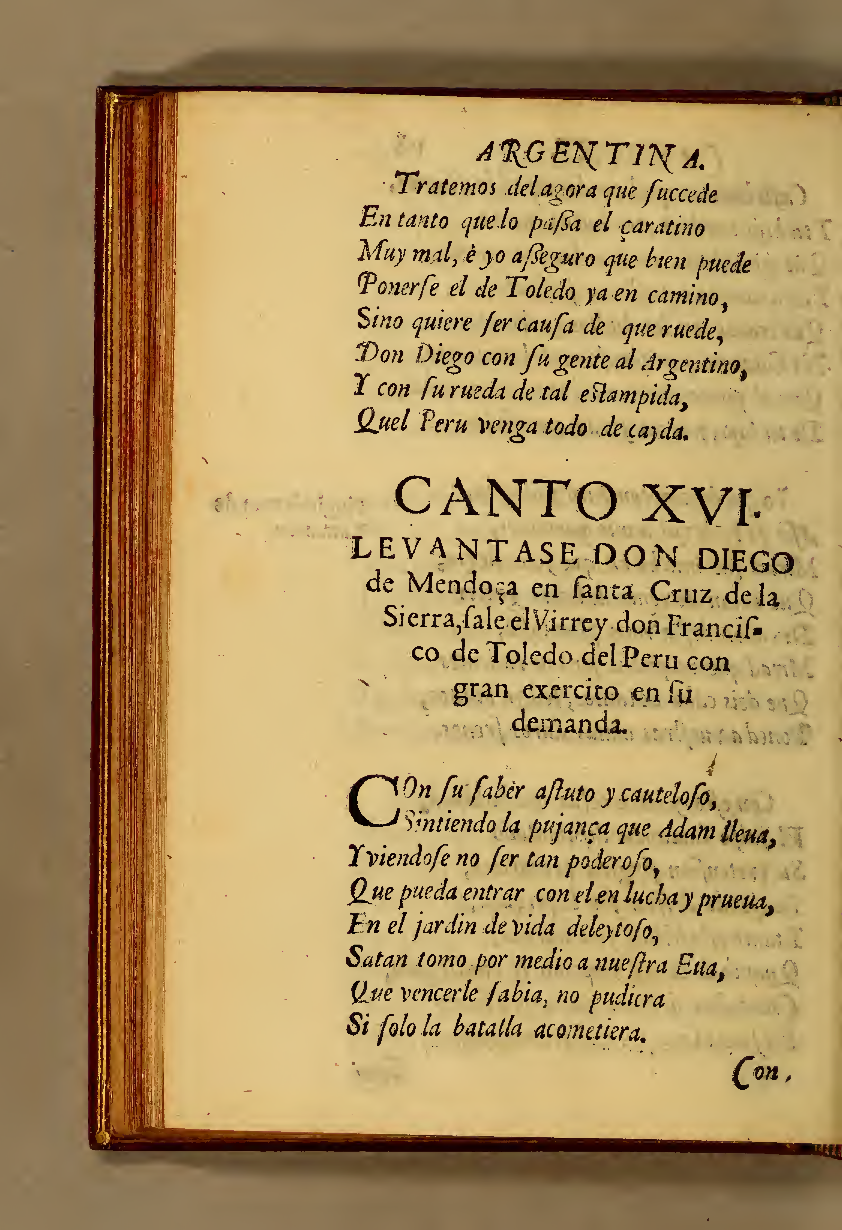 ARGENTINA.
Tratemos del agora que ſuccede
En tanto que lo paſſa el çaratino
Muy mal, è yo aſſeguro que bien puede
Ponerſe el de Toledo ya en camino,
Sino quiere ſer cauſa de que ruede,
Don Diego con ſu gente al Argentino,
Y con ſu rueda de tal eſtampida,
Quel Peru venga todo de cayda.
CANTO XVI.
LEVANTASE DON DIEGO
de Mendoça en ſanta Cruz de la
Sierra, ſale el Virrey don Franciſ-
co de Toledo del Peru con
gran exercito en ſu
demanda.
COn ſu ſaber aſtuto y cauteloſo,
Sintiendo la pujança que Adam lleua,
Y viendoſe no ſer tan poderoſo,
Que pueda entrar con el en lucha y prueua,
En el jardin de vida deleytoſo,
Satan tomo por medio a nueſtra Eua,
Que vencerle ſabia, no pudiera
Si ſolo la batalla acometiera.
Con.